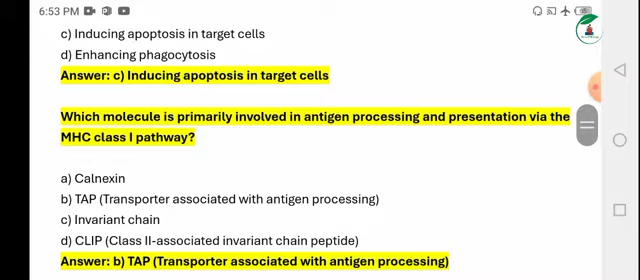 6:53 PM
c) Inducing apoptosis in target cells
d) Enhancing phagocytosis
Answer: c) Inducing apoptosis in target cells
Which molecule is primarily involved in antigen processing and presentation via the
MHC class I pathway?
a) Calnexin
b) TAP (Transporter associated with antigen processing)
c) Invariant chain
d) CLIP (Class II-associated invariant chain peptide)
Answer: b) TAP (Transporter associated with antigen processing)